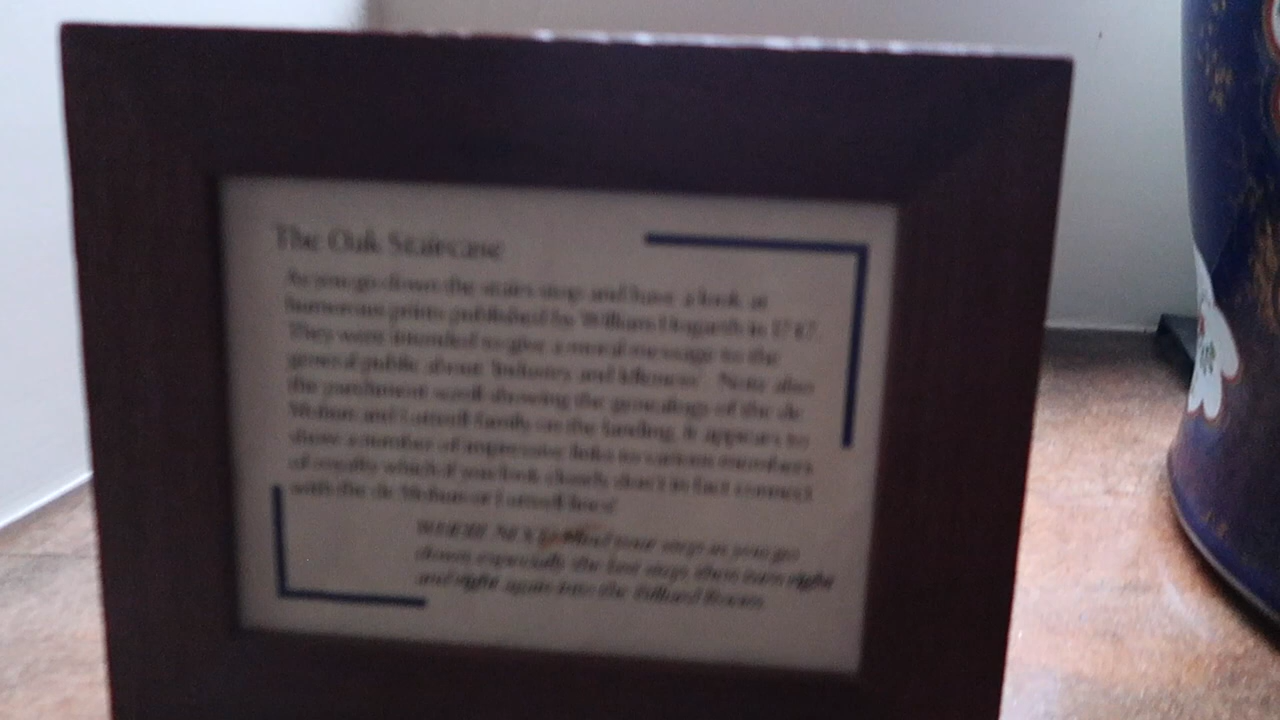 The Oak Staircase
As you go down the stairs stop and have a look at
humorous prints published by William Hogarth in 1747.
They were intended to give a moral message to the
general public about 'Industry and Idleness'. Note also
the parchment scroll showing the genealogy of the de
Mohun and Luttrell family on the landing. It appears to
show a number of impressive links to various members
of royalty which if you look closely don't in fact connect
with the de Mohun or Luttrell lines!
WHERE NEXT? Mind your step as you go
down, especially the last step, then turn right
and right again into the Billiard Room.